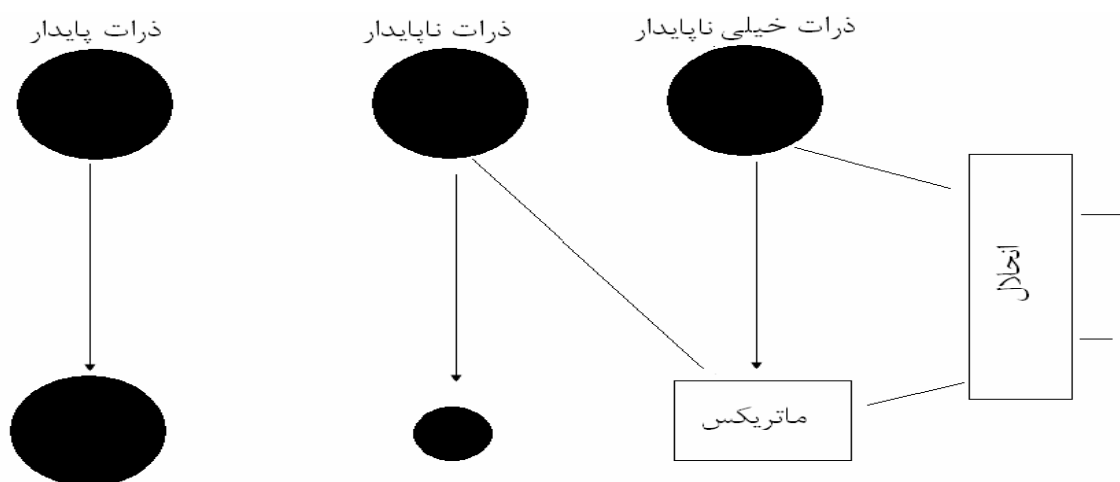 ذرات خیلی ناپایدار
ذرات ناپایدار
ذرات پایدار
انحلال
ماتریکس